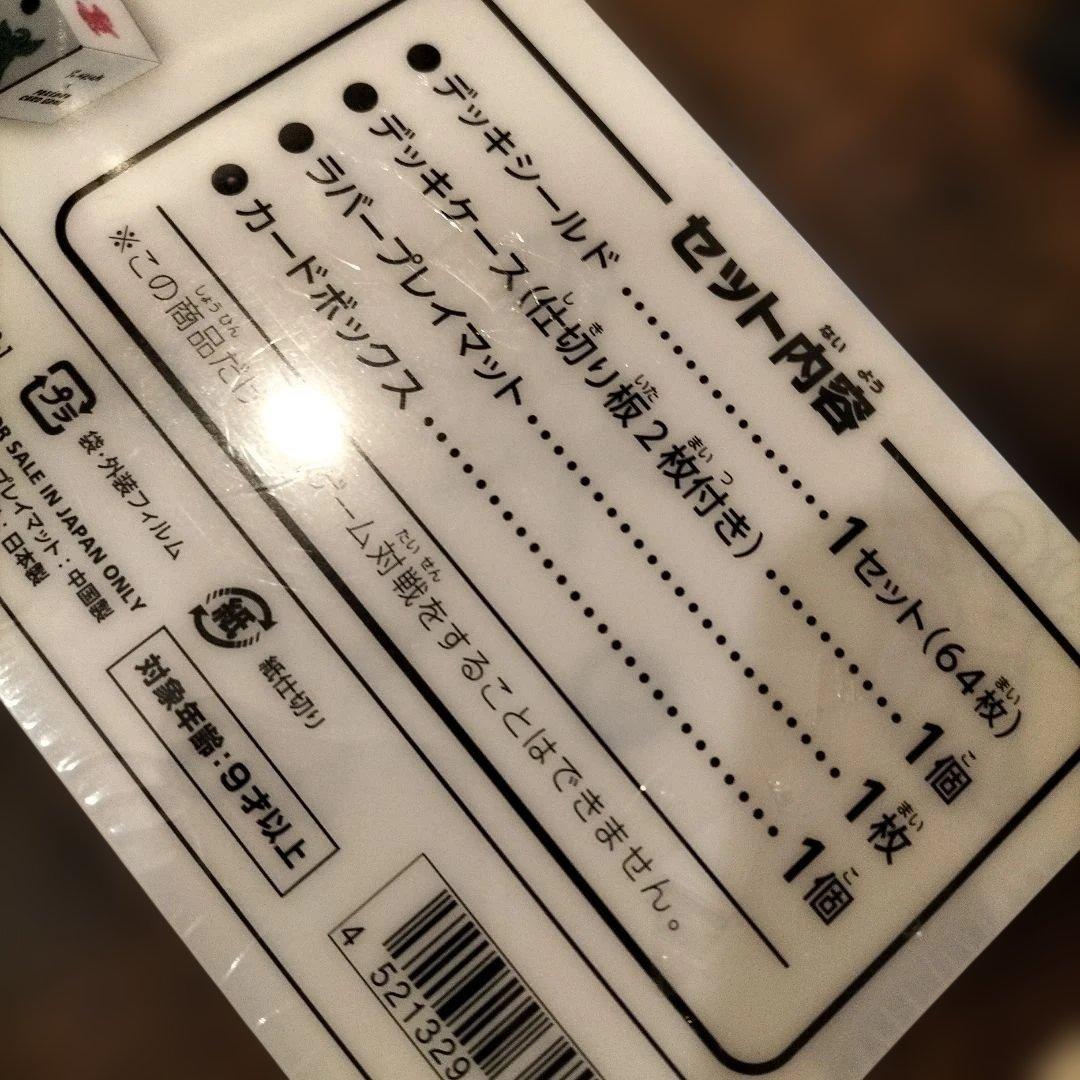 セット内容
●デッキシールド………1セット(64枚)
●デッキケース(仕切り板2枚付き)………1個
●ラバープレイマット………1枚
●カードボックス………1個
※この商品だけ
ゲーム対戦をすることはできません。
プラ
袋・外装フィルム
紙
紙仕切り
SALE IN JAPAN ONLY
プレイマット：中国製
：日本製
対象年齢：9才以上
4 521329